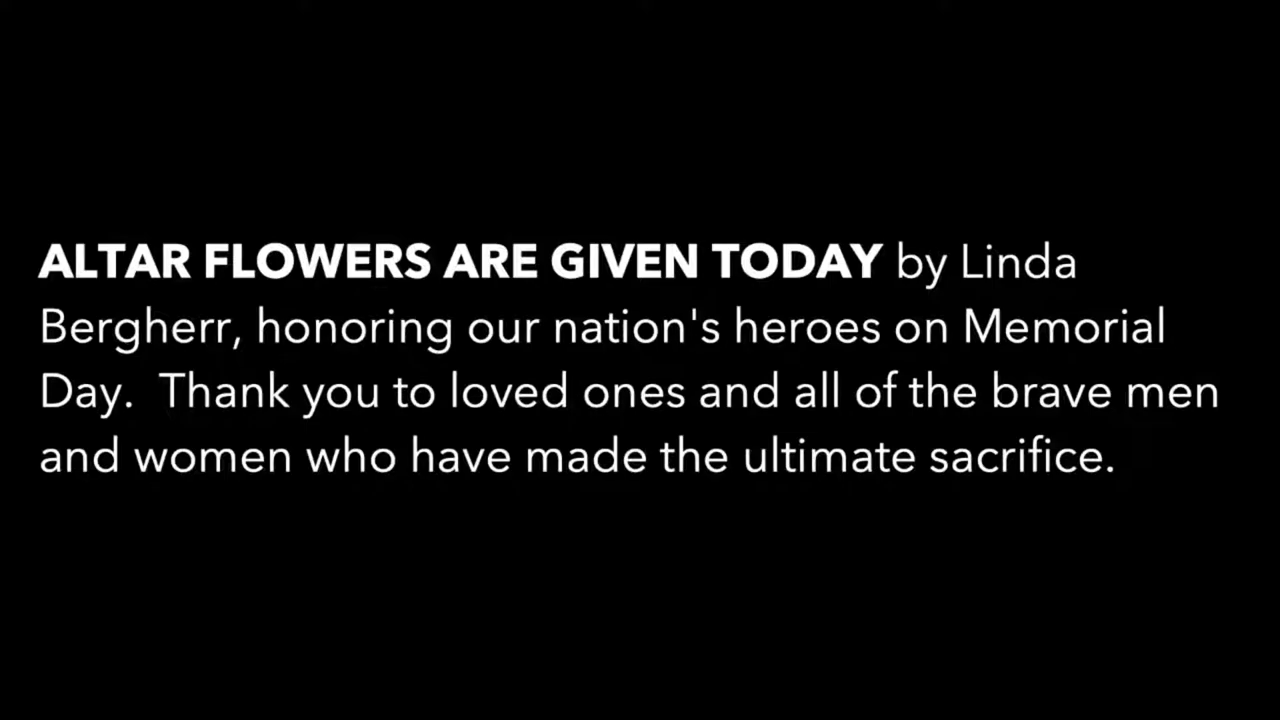 ALTAR FLOWERS ARE GIVEN TODAY by Linda
Bergherr, honoring our nation's heroes on Memorial
Day.  Thank you to loved ones and all of the brave men
and women who have made the ultimate sacrifice.